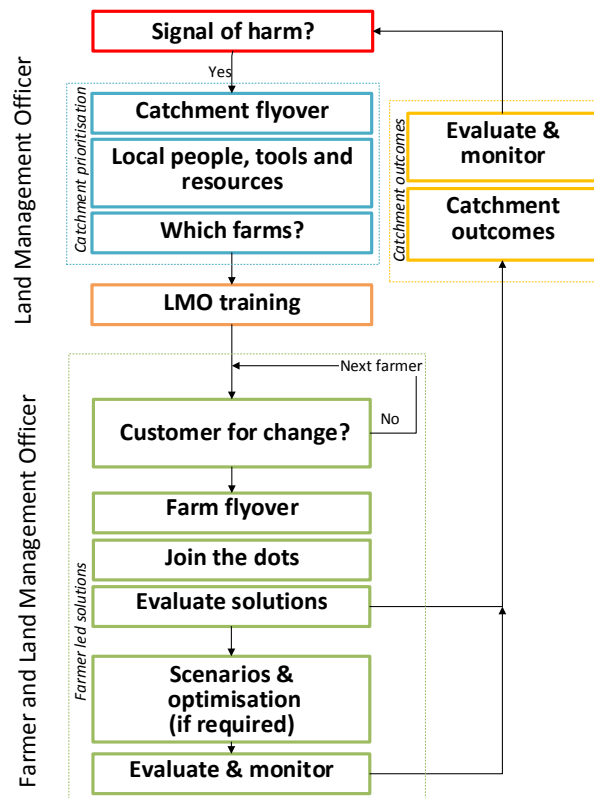 Signal of harm?
Yes
Catchment flyover
Local people, tools and
resources
Which farms?
Catchment prioritisation
Land Management Officer
LMO training
Evaluate &
monitor
Catchment
outcomes
Catchment outcomes
Next farmer
Customer for change?
No
Farm flyover
Join the dots
Evaluate solutions
Scenarios &
optimisation
(if required)
Evaluate & monitor
Farmer led solutions
Farmer and Land Management Officer